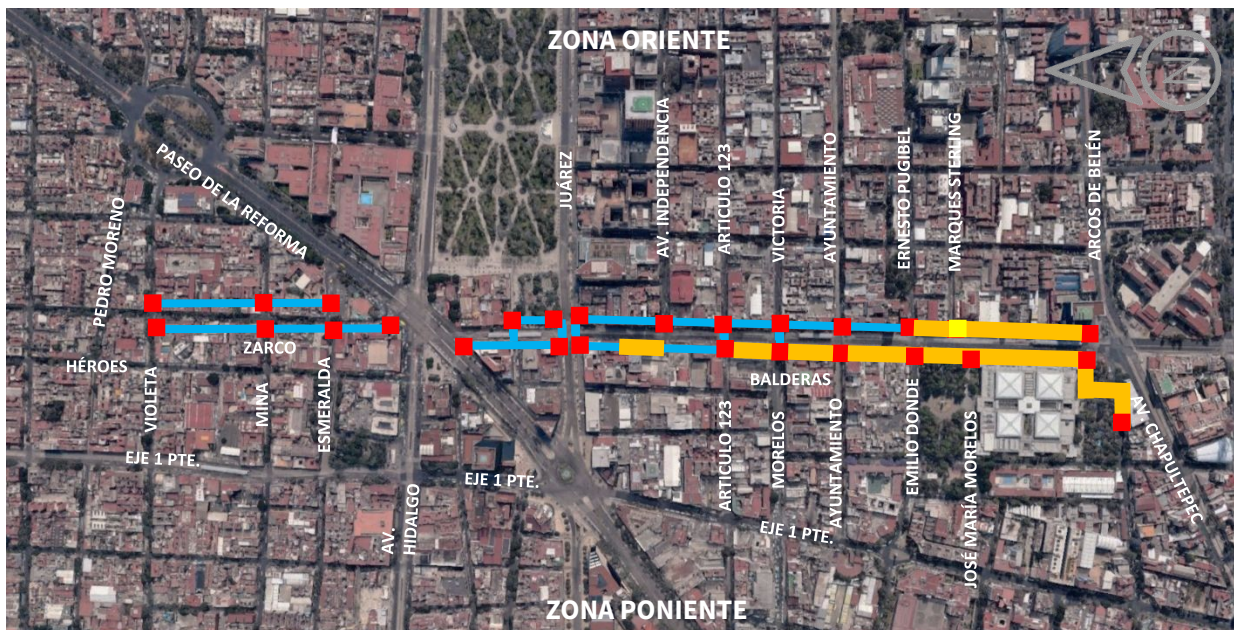 ZONA ORIENTE
N
PASEO DE LA REFORMA
PEDRO MORENO
JUÁREZ
AV. INDEPENDENCIA
ARTICULO 123
VICTORIA
AYUNTAMIENTO
ERNESTO PUGIBEL
MARQUES STERLING
ARCOS DE BELÉN
HÉROES
ZARCO
BALDERAS
VIOLETA
MINA
ESMERALDA
EJE 1 PTE.
AV.
HIDALGO
EJE 1 PTE.
ARTICULO 123
MORELOS
AYUNTAMIENTO
EMILIO DONDE
JOSÉ MARÍA MORELOS
AV. CHAPULTEPEC
EJE 1 PTE.
ZONA PONIENTE